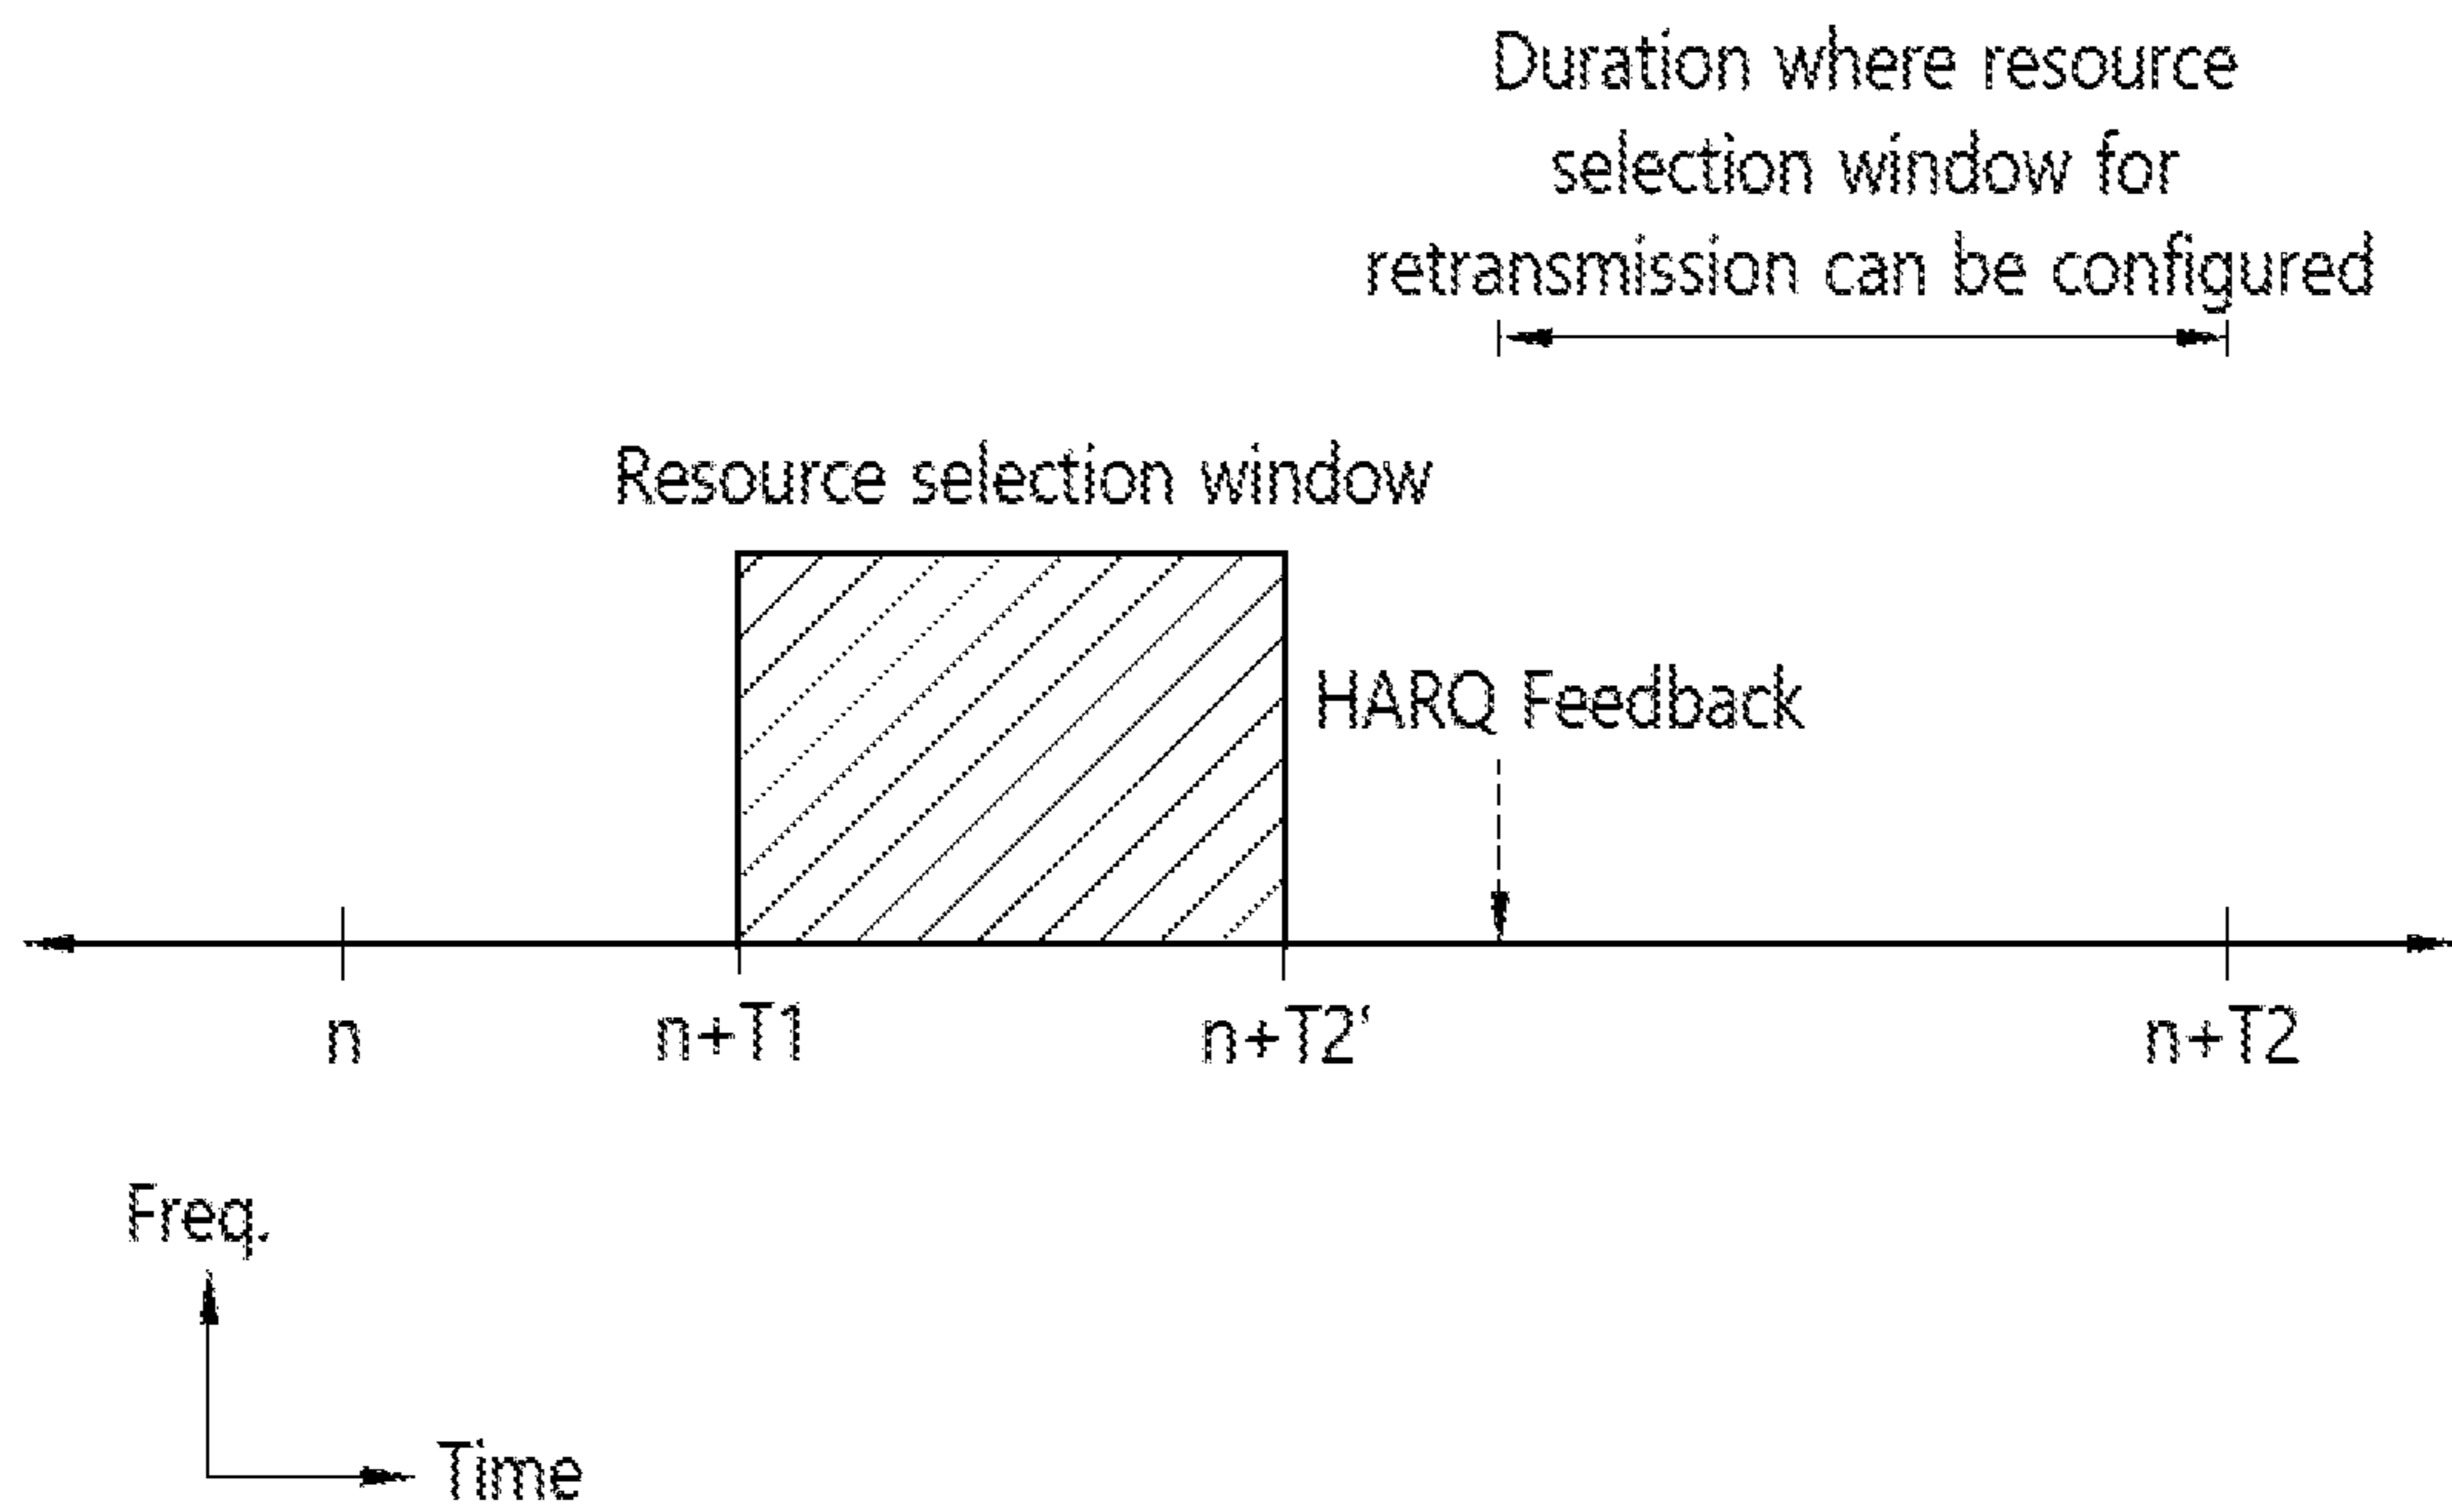 Duration where resource
selection window for
retransmission can be configured
Resource selection window
HARQ Feedback
n
n+T1
n+T2'
n+T2
Freq.
Time